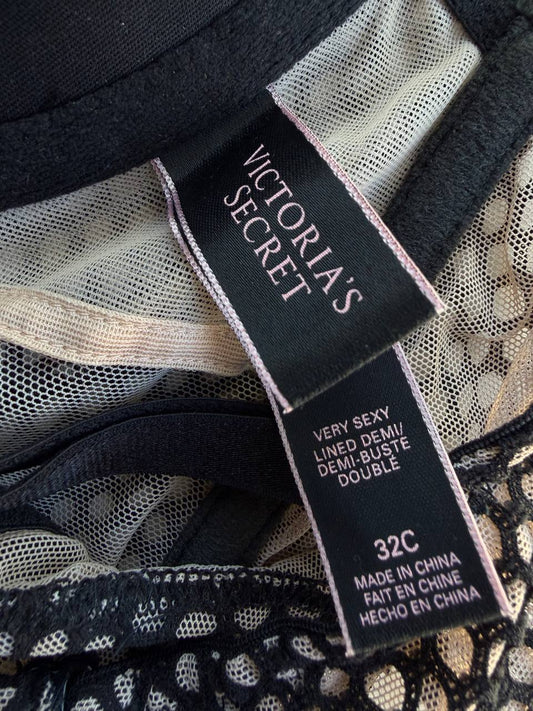 VICTORIA'S
SECRET
VERY SEXY
LINED DEMI/
DEMI-BUSTE
DOUBLÉ
32C
MADE IN CHINA
FAIT EN CHINE
HECHO EN CHINA